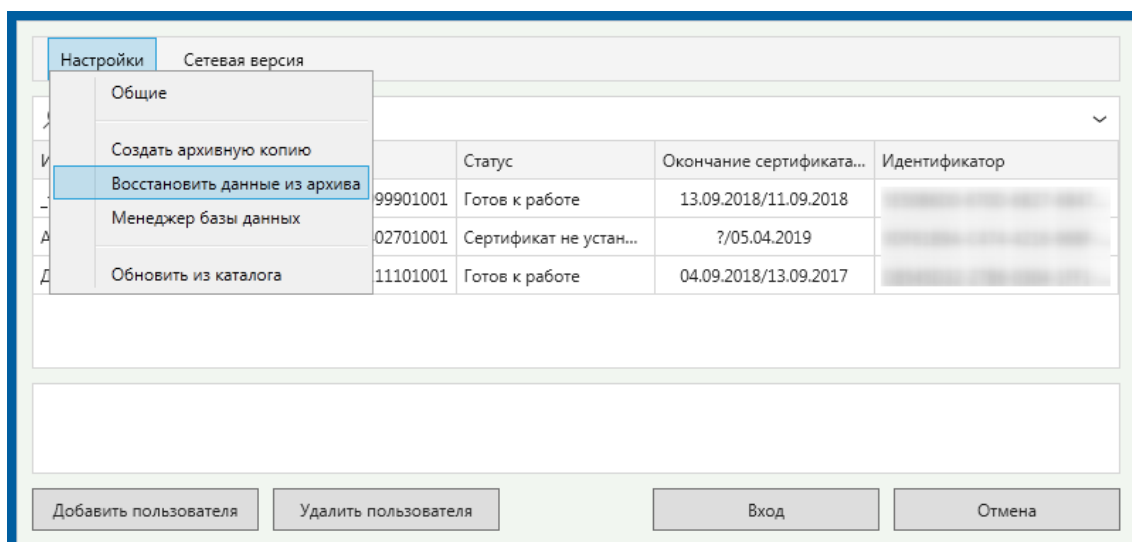 Настройки Сетевая версия
Общие
Создать архивную копию
Восстановить данные из архива
Менеджер базы данных
Обновить из каталога
И Статус Окончание сертификата... Идентификатор
_ 99901001 Готов к работе 13.09.2018/11.09.2018
А 02701001 Сертификат не устан... ?/05.04.2019
Д 11101001 Готов к работе 04.09.2018/13.09.2017
Добавить пользователя Удалить пользователя Вход Отмена